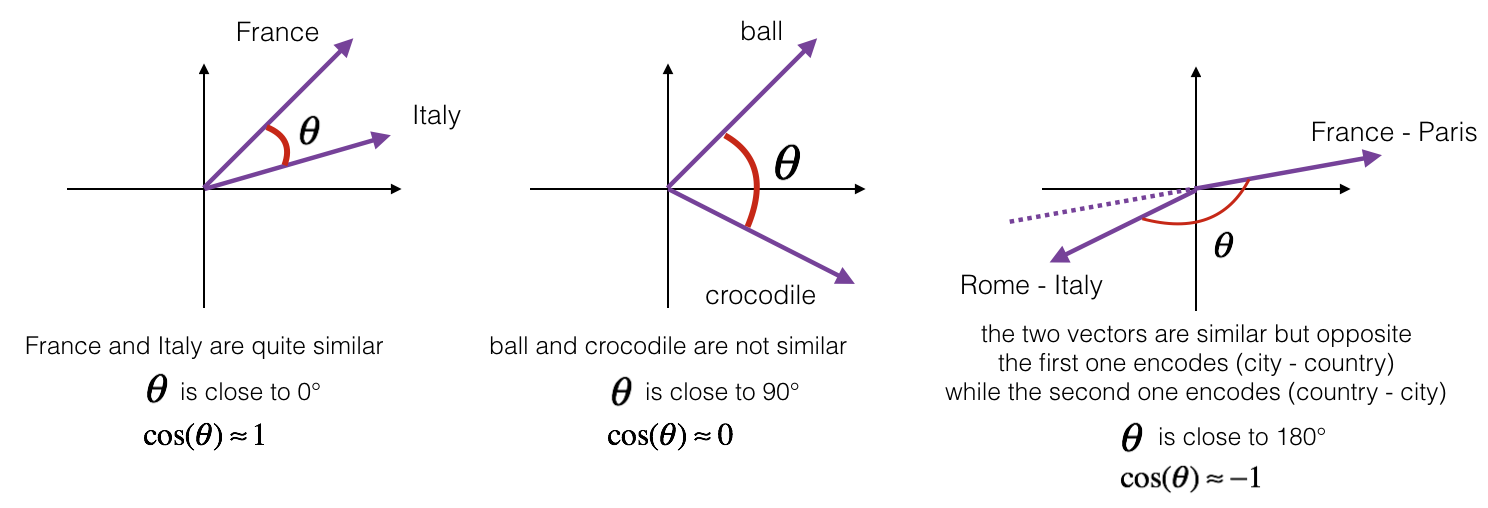 France
Italy
θ
France and Italy are quite similar
θ is close to 0°
cos(θ) ≈ 1
ball
θ
crocodile
ball and crocodile are not similar
θ is close to 90°
cos(θ) ≈ 0
France - Paris
θ
Rome - Italy
the two vectors are similar but opposite
the first one encodes (city - country)
while the second one encodes (country - city)
θ is close to 180°
cos(θ) ≈ −1